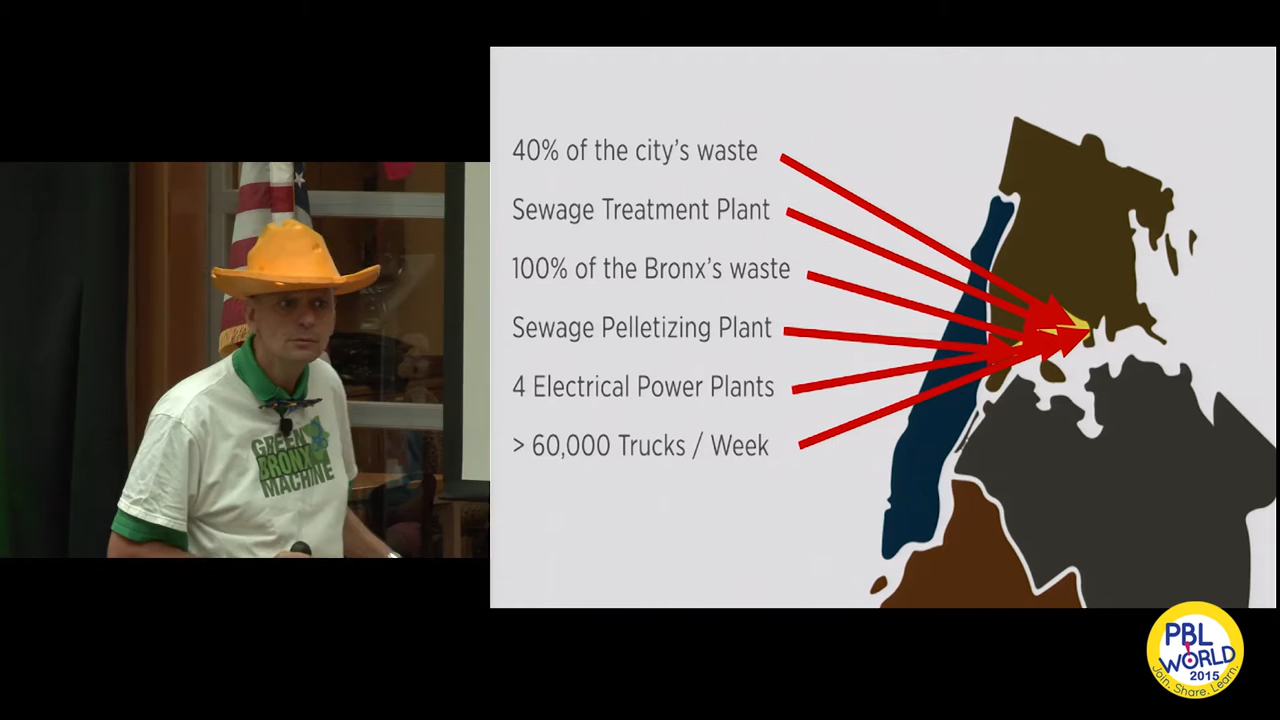 40% of the city's waste
Sewage Treatment Plant
100% of the Bronx's waste
Sewage Pelletizing Plant
4 Electrical Power Plants
> 60,000 Trucks / Week
GREEN
BRONX
MACHINE
PBL
WORLD
2015
Join. Share. Learn.